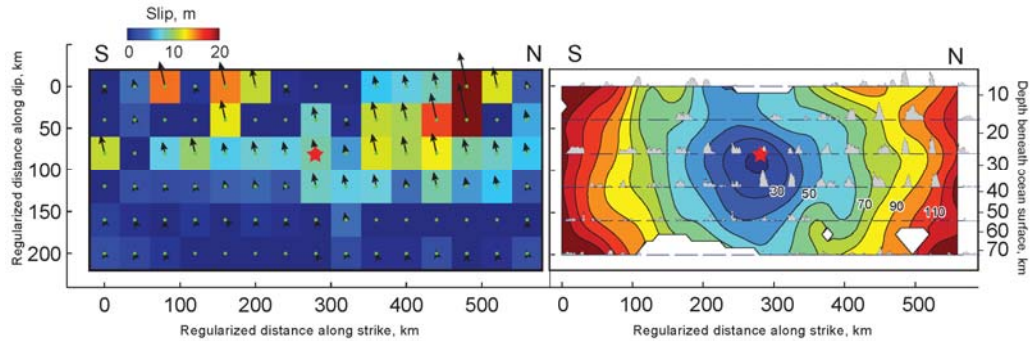 Slip, m
0 10 20
S N
Regularized distance along dip, km
0
50
100
150
200
0 100 200 300 400 500
Regularized distance along strike, km
S N
30 50 70 90 110
10
20
30
40
50
60
70
Depth beneath ocean surface, km
0 100 200 300 400 500
Regularized distance along strike, km